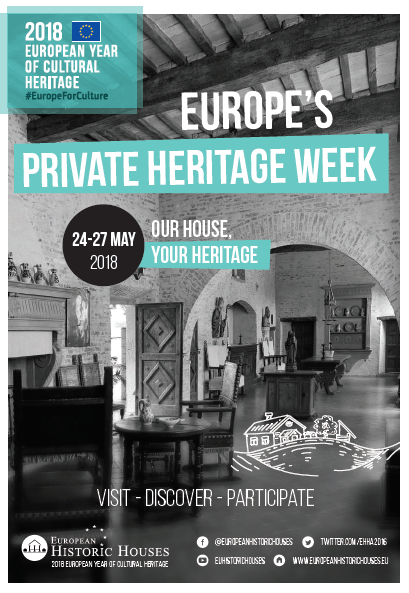 2018
EUROPEAN YEAR
OF CULTURAL
HERITAGE
#EuropeForCulture
EUROPE'S
PRIVATE HERITAGE WEEK
24-27 MAY
2018
OUR HOUSE,
YOUR HERITAGE
VISIT - DISCOVER - PARTICIPATE
EUROPEAN
HISTORIC HOUSES
2018 EUROPEAN YEAR OF CULTURAL HERITAGE
@EUROPEANHISTORICHOUSES
TWITTER.COM/EHHA2016
EUHISTORICHOUSES
WWW.EUROPEANHISTORICHOUSES.EU